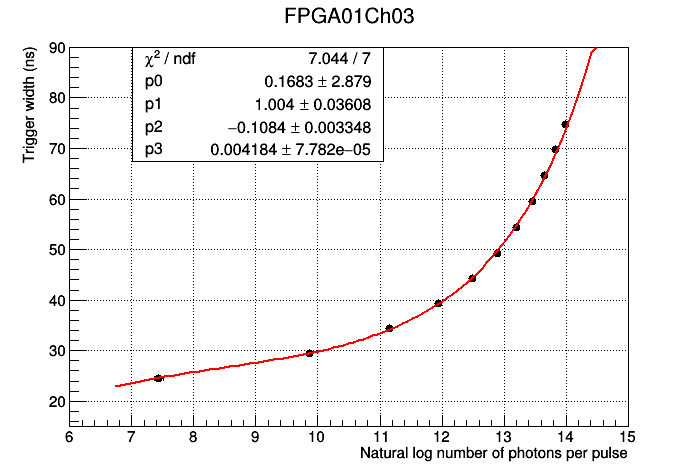 FPGA01Ch03
χ² / ndf 7.044 / 7
p0 0.1683 ± 2.879
p1 1.004 ± 0.03608
p2 −0.1084 ± 0.003348
p3 0.004184 ± 7.782e−05
Trigger width (ns)
90
80
70
60
50
40
30
20
6 7 8 9 10 11 12 13 14 15
Natural log number of photons per pulse